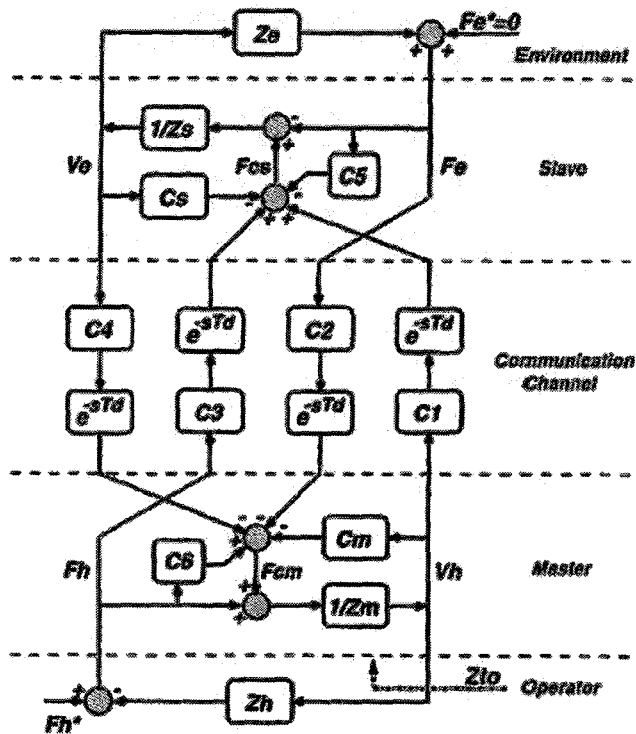 Ze
Fe*=0
+ +
Environment
1/Zs
-
+
Ve
Fcs
C5
Fe
Slave
Cs
- -
+ +
C4
e^-sTd
C2
e^-sTd
Communication
Channel
e^-sTd
C3
e^-sTd
C1
- - -
+
Cm
C6
Fh
Fcm
Vh
Master
+ +
+
1/Zm
Zto
Operator
+ -
Zh
Fh*